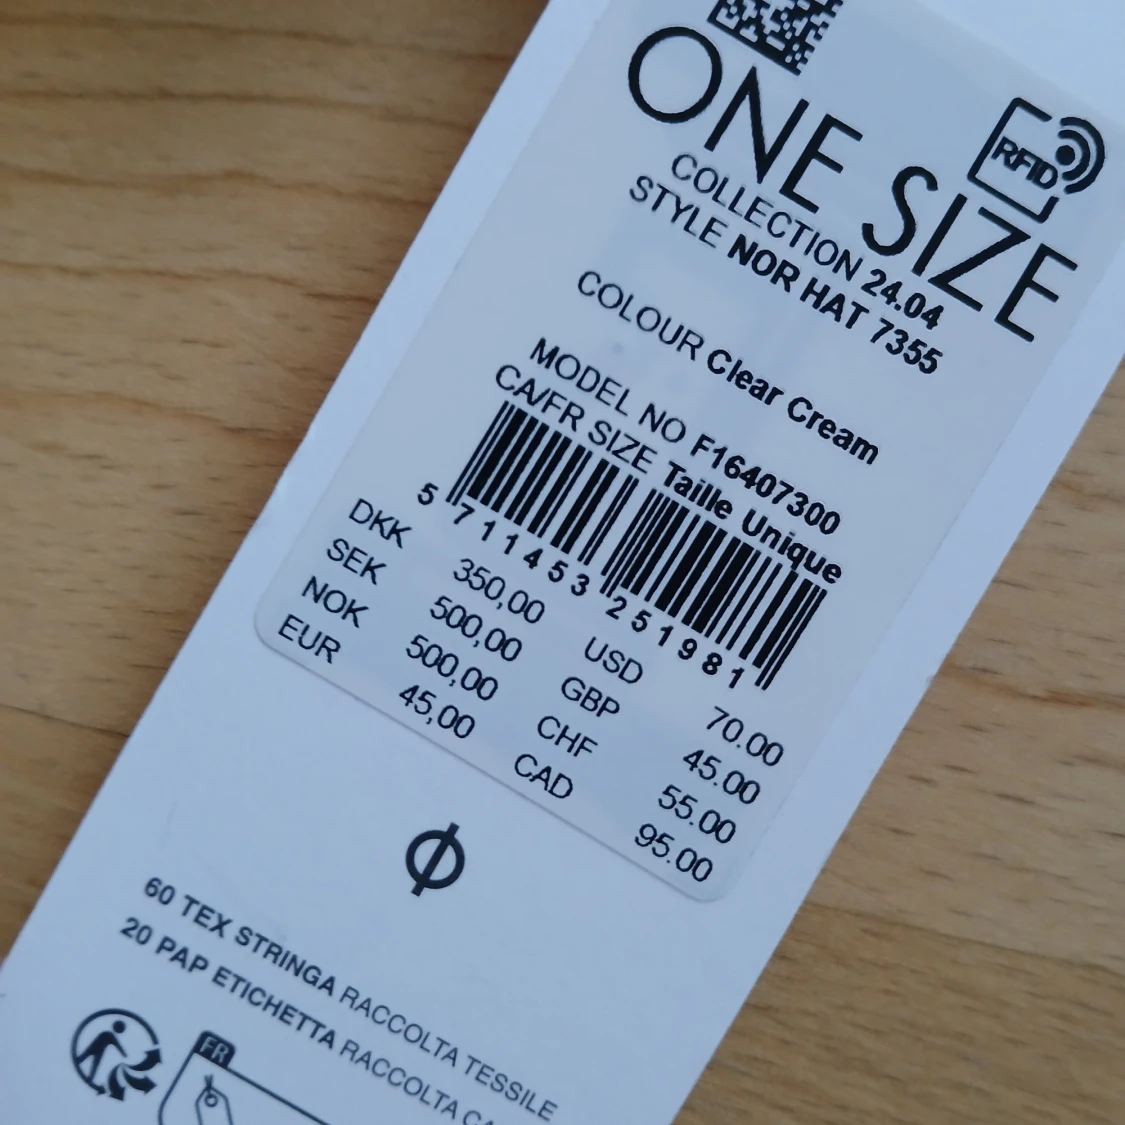 ONE SIZE
RFID
COLLECTION 24.04
STYLE NOR HAT 7355
COLOUR Clear Cream
MODEL NO F16407300
CA/FR SIZE Taille Unique
5 711453 251981
DKK 350,00 USD 70.00
SEK 500,00 GBP 45.00
NOK 500,00 CHF 55.00
EUR 45,00 CAD 95.00
60 TEX STRINGA RACCOLTA TESSILE
20 PAP ETICHETTA RACCOLTA
FR